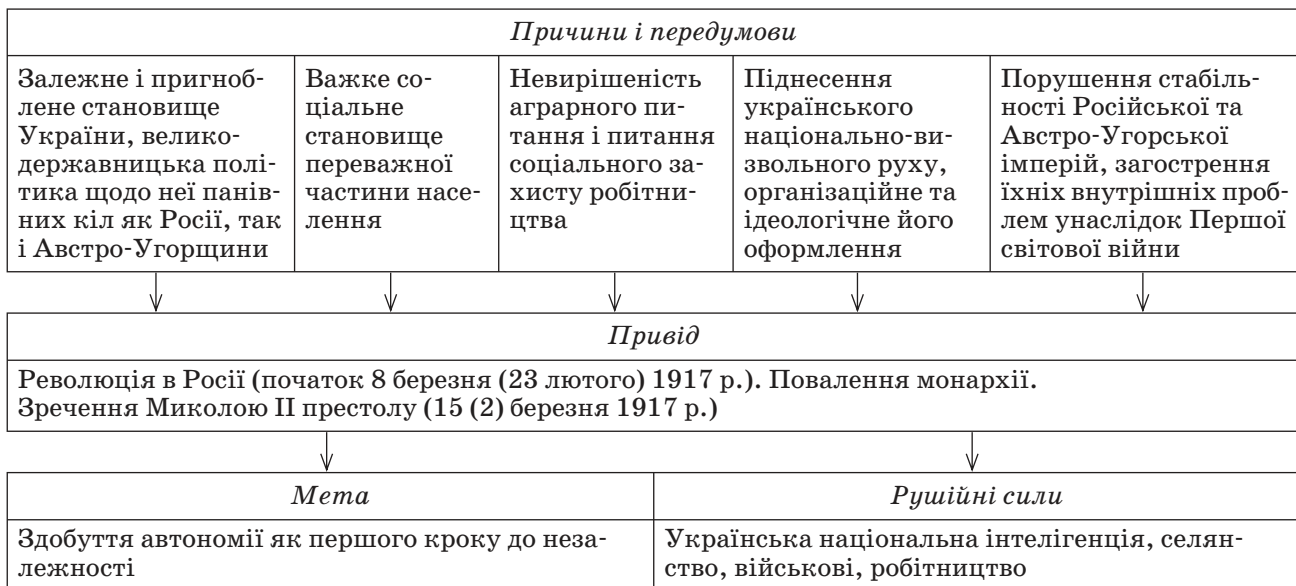 Причини і передумови
Залежне і пригноб-
лене становище
України, велико-
державницька полі-
тика щодо неї панів-
них кіл як Росії, так
і Австро-Угорщини
Важке со-
ціальне
становище
переважної
частини насе-
лення
Невирішеність
аграрного пи-
тання і питання
соціального за-
хисту робітни-
цтва
Піднесення
українського
національно-ви-
звольного руху,
організаційне та
ідеологічне його
оформлення
Порушення стабіль-
ності Російської та
Австро-Угорської
імперій, загострення
їхніх внутрішніх проб-
лем унаслідок Першої
світової війни
Привід
Революція в Росії (початок 8 березня (23 лютого) 1917 р.). Повалення монархії.
Зречення Миколою II престолу (15 (2) березня 1917 р.)
Мета
Здобуття автономії як першого кроку до неза-
лежності
Рушійні сили
Українська національна інтелігенція, селян-
ство, військові, робітництво